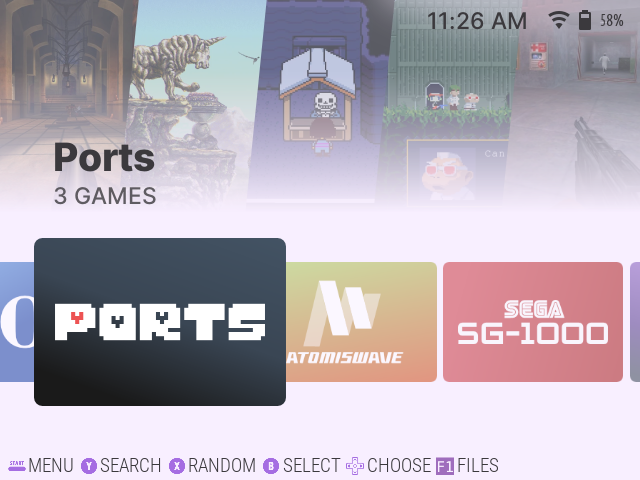 11:26 AM 58%
Can
Ports
3 GAMES
PORTS
ATOMISWAVE
SEGA
SG-1000
START MENU Y SEARCH X RANDOM B SELECT CHOOSE F1 FILES